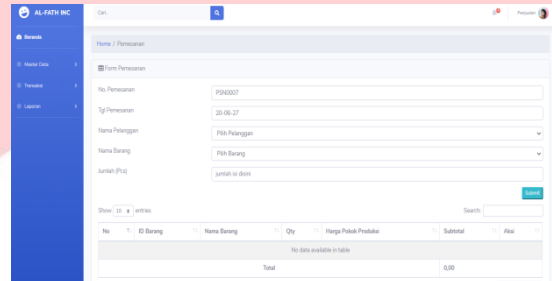 AL-FATH INC
Cari..
Penjualan
Beranda
Home / Pemesanan
Master Data
Form Pemesanan
Transaksi
No. Pemesanan
PSN0007
Laporan
Tgl Pemesanan
20-06-27
Nama Pelanggan
Pilih Pelanggan
Nama Barang
Pilih Barang
Jumlah (Pcs)
jumlah isi disini
Submit
Show 10 entries
Search:
No ID Barang Nama Barang Qty Harga Pokok Produksi Subtotal Aksi
No data available in table
Total 0,00